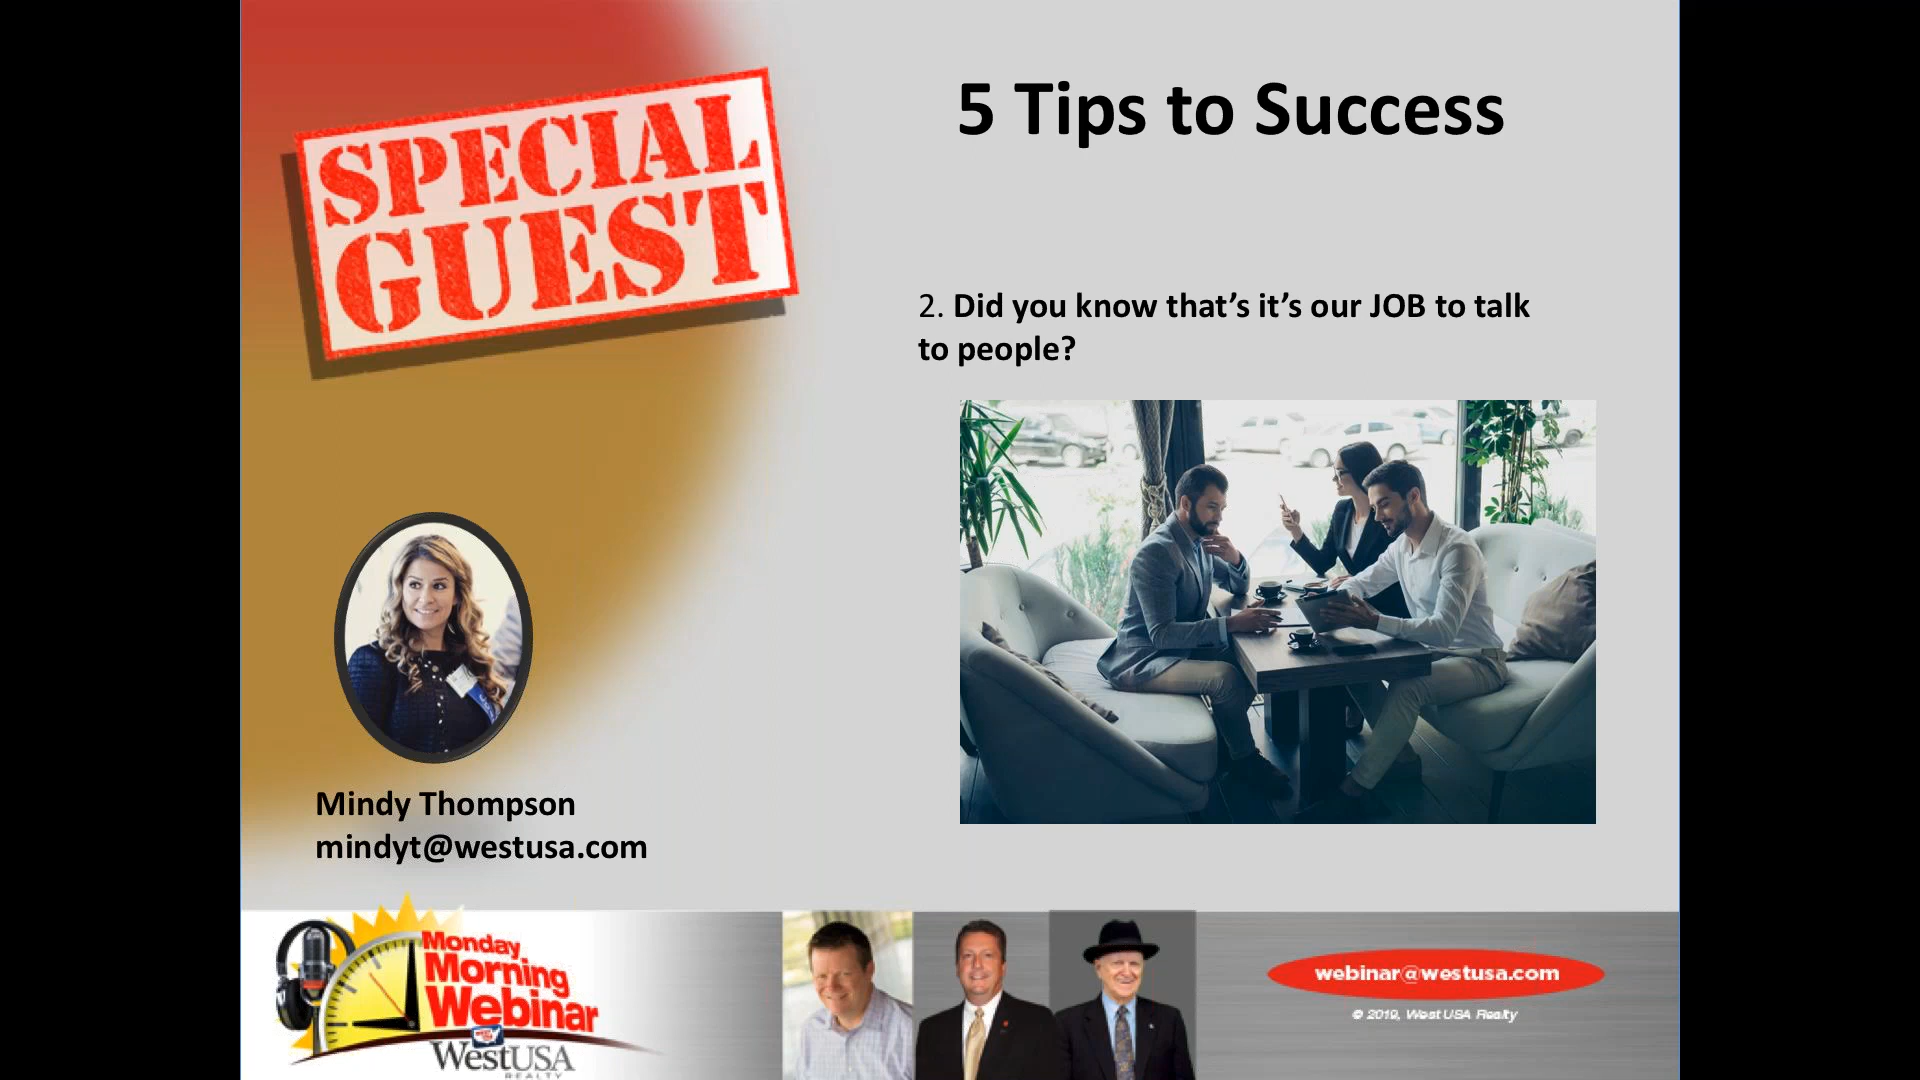 SPECIAL
GUEST
5 Tips to Success
2. Did you know that’s it’s our JOB to talk
to people?
Mindy Thompson
mindyt@westusa.com
Monday
Morning
Webinar
WestUSA
REALTY
webinar@westusa.com
© 2019, West USA Realty